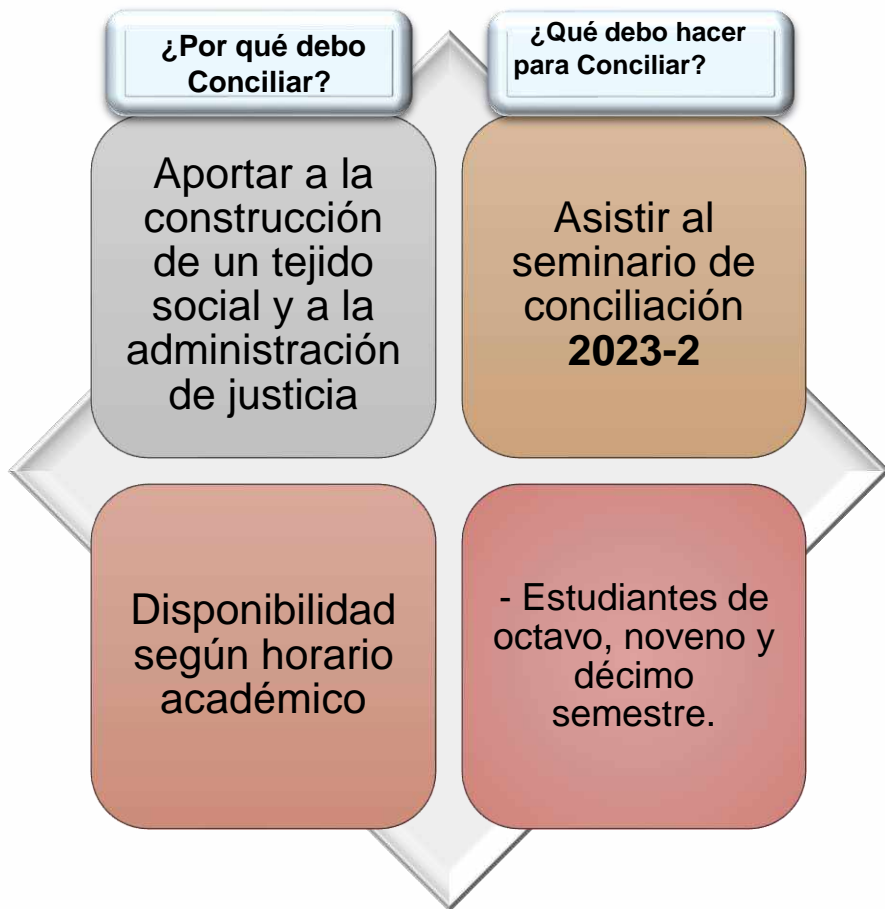 ¿Por qué debo
Conciliar?
¿Qué debo hacer
para Conciliar?
Aportar a la
construcción
de un tejido
social y a la
administración
de justicia
Asistir al
seminario de
conciliación
2023-2
Disponibilidad
según horario
académico
- Estudiantes de
octavo, noveno y
décimo
semestre.